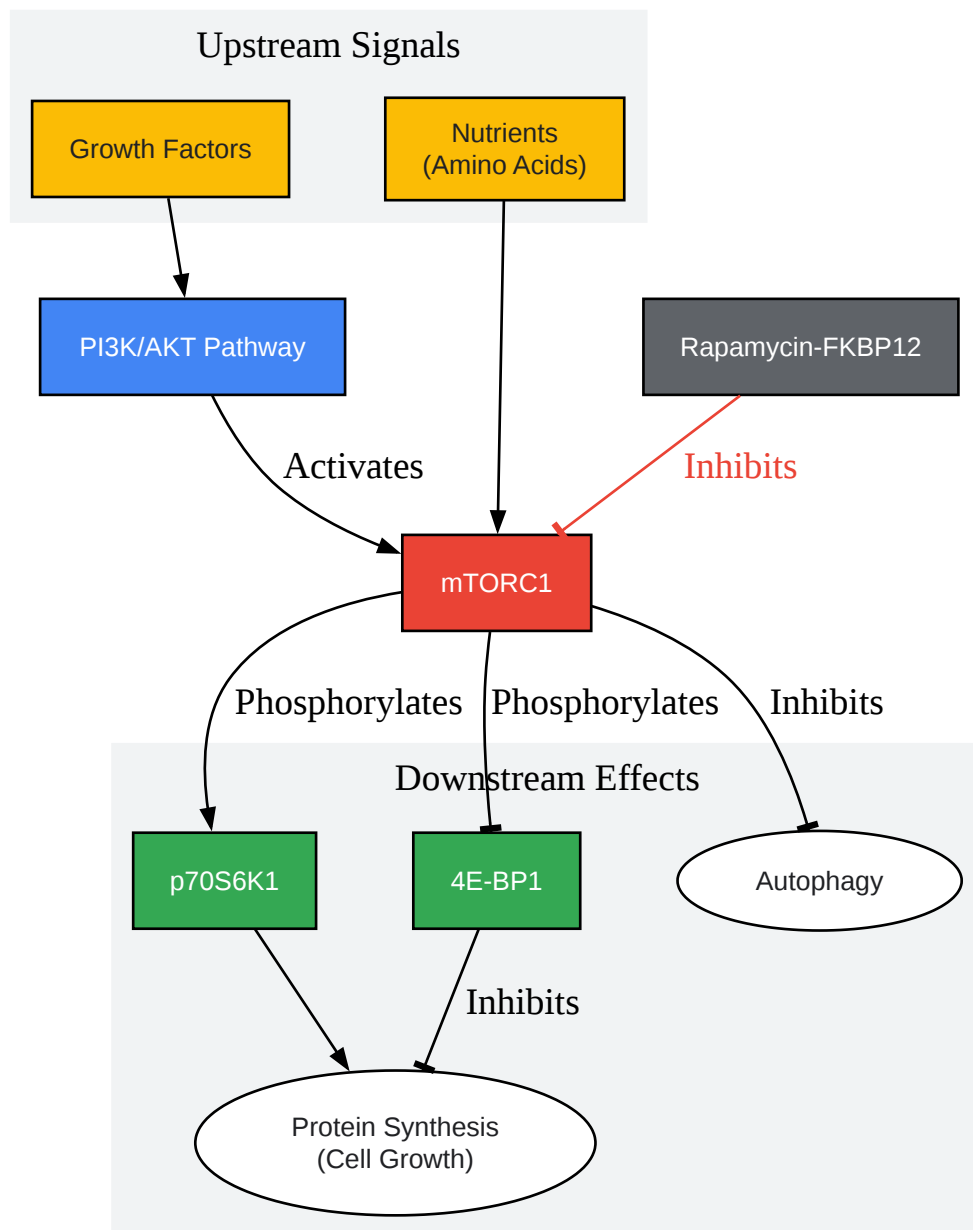 Upstream Signals
Growth Factors
Nutrients
(Amino Acids)
PI3K/AKT Pathway
Rapamycin-FKBP12
Activates
Inhibits
mTORC1
Phosphorylates
Phosphorylates
Inhibits
Downstream Effects
p70S6K1
4E-BP1
Autophagy
Inhibits
Protein Synthesis
(Cell Growth)